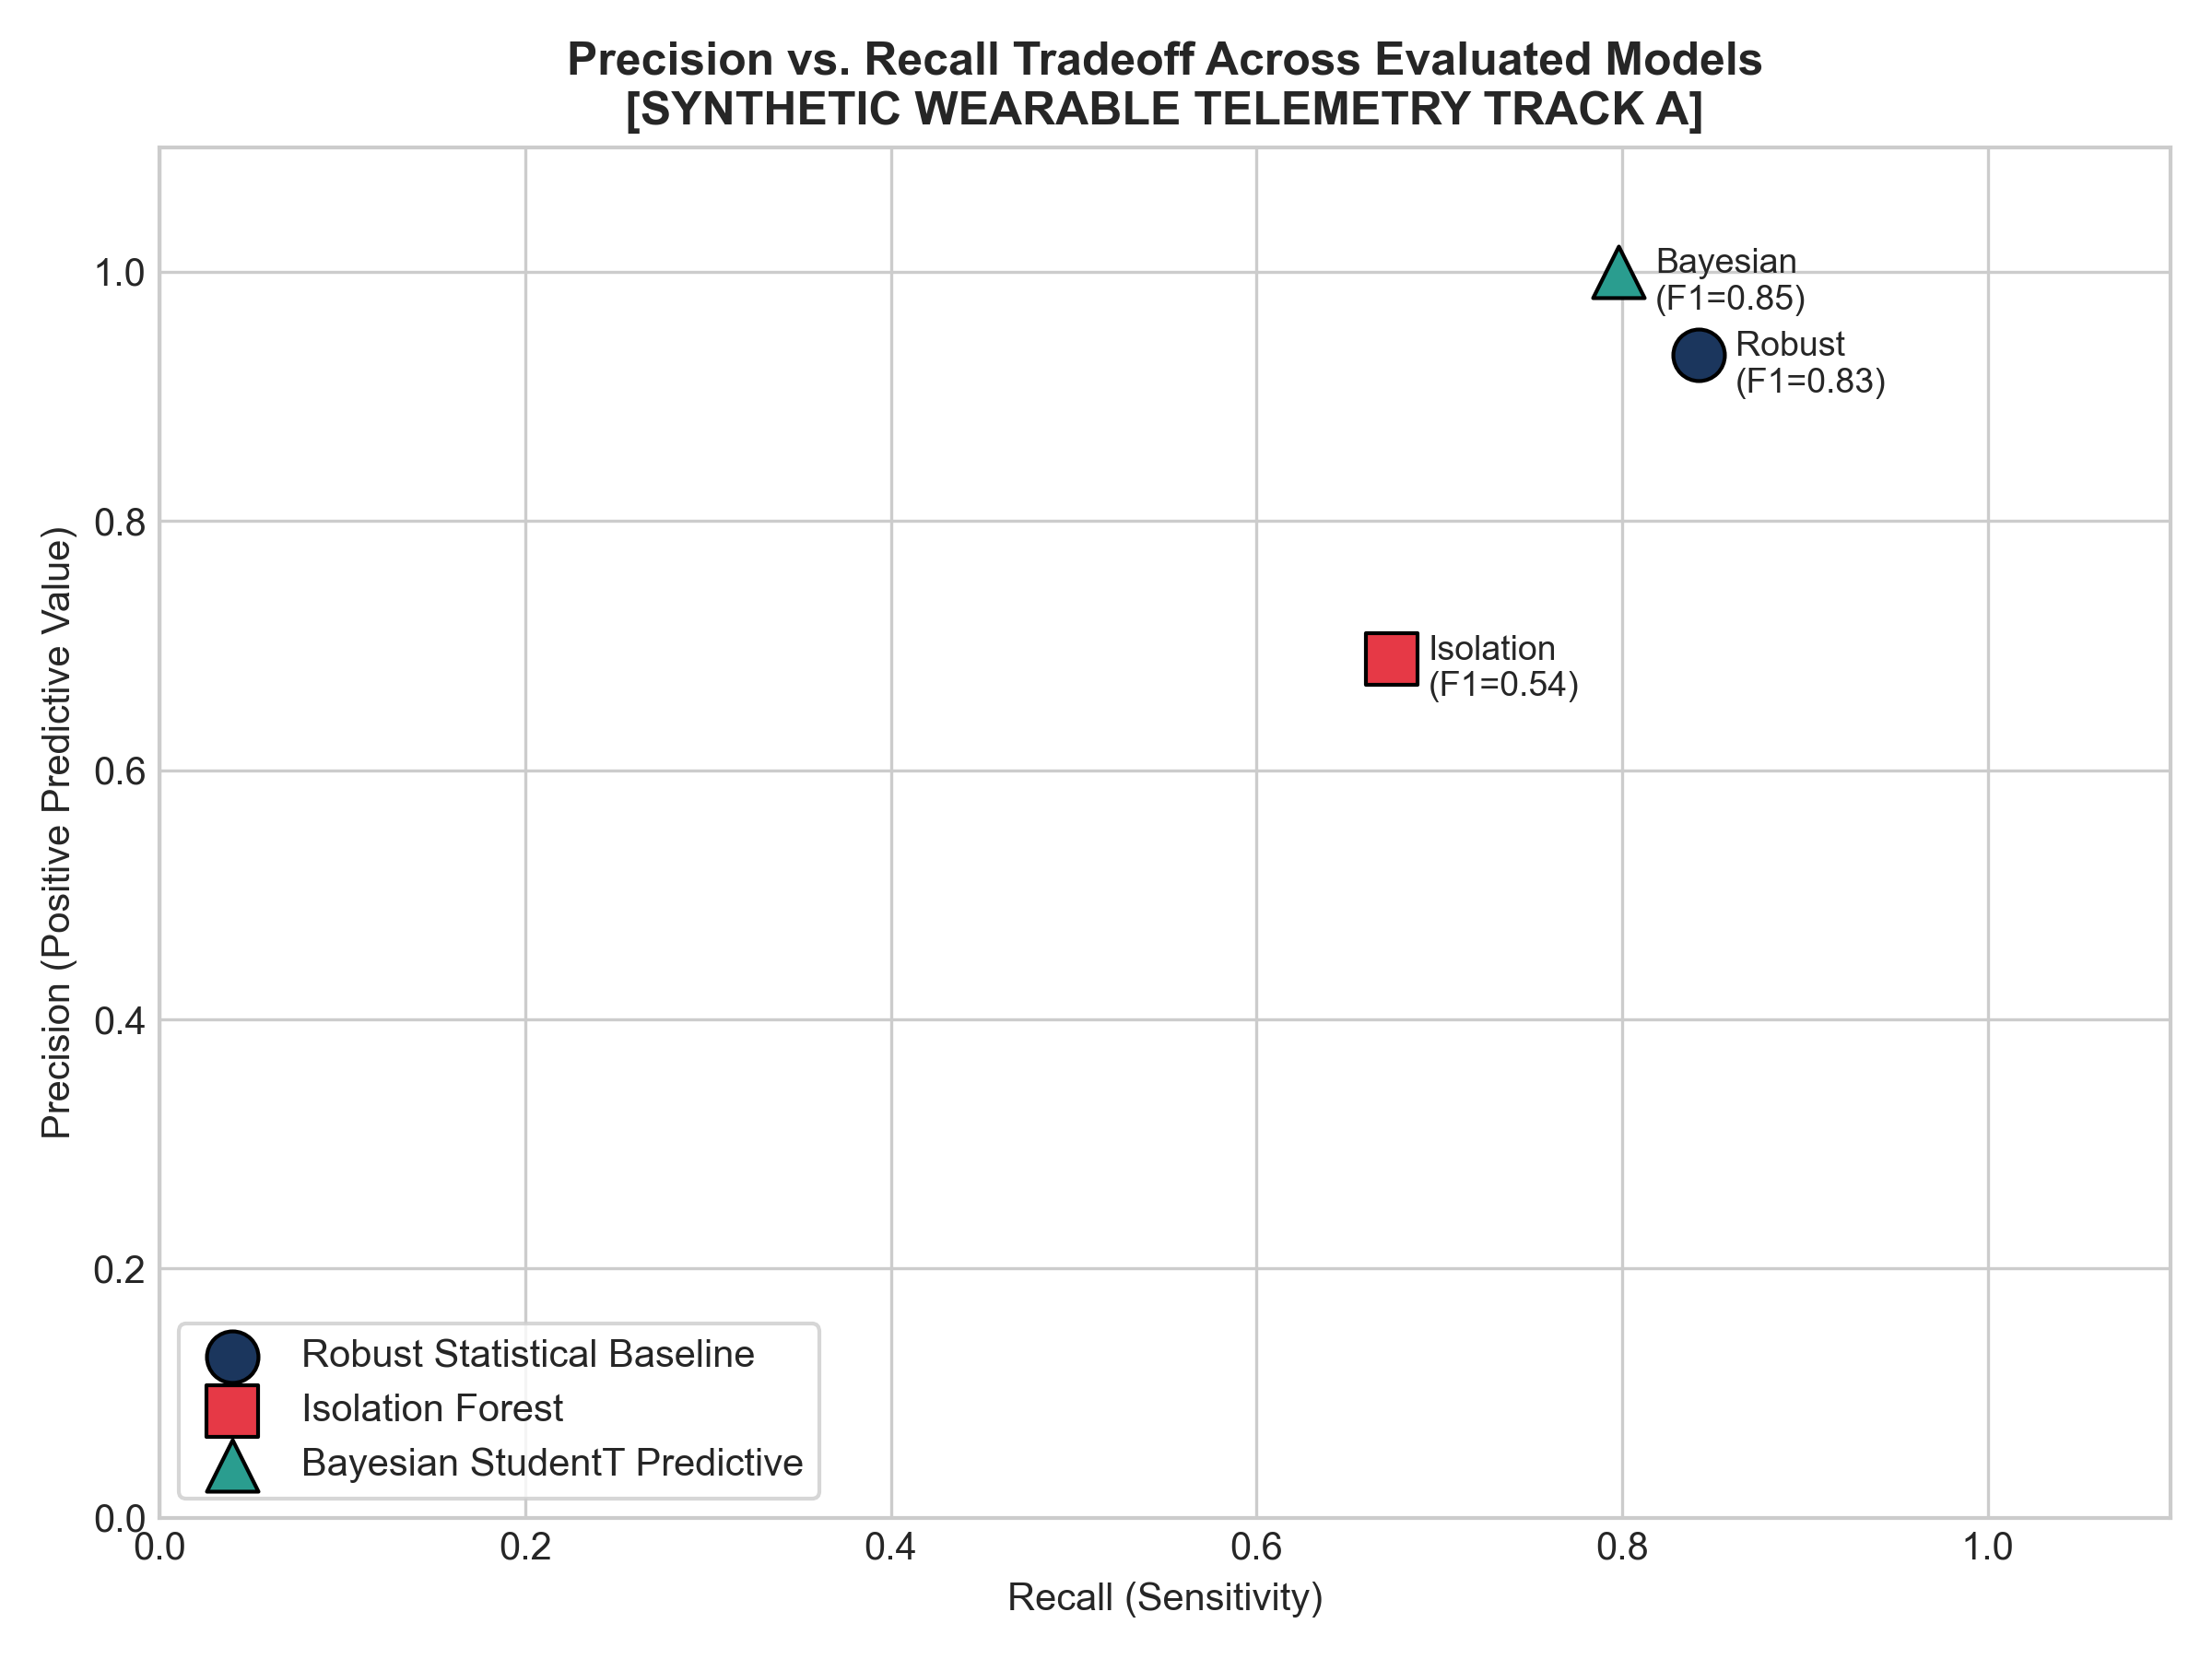 Precision vs. Recall Tradeoff Across Evaluated Models
[SYNTHETIC WEARABLE TELEMETRY TRACK A]
Precision (Positive Predictive Value)
1.0
0.8
0.6
0.4
0.2
0.0
Bayesian
(F1=0.85)
Robust
(F1=0.83)
Isolation
(F1=0.54)
Robust Statistical Baseline
Isolation Forest
Bayesian StudentT Predictive
0.0
0.2
0.4
0.6
0.8
1.0
Recall (Sensitivity)